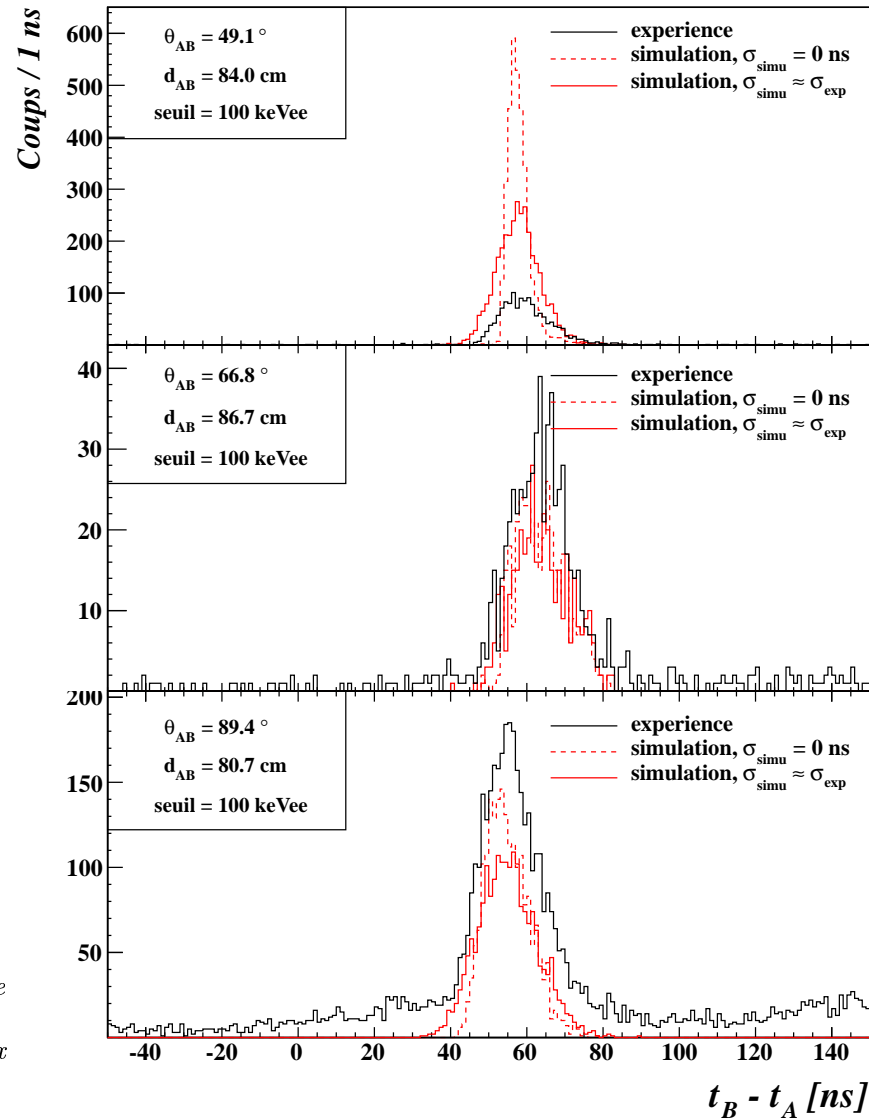 Coups / 1 ns
600
500
400
300
200
100
θAB = 49.1 °
dAB = 84.0 cm
seuil = 100 keVee
experience
simulation, σsimu = 0 ns
simulation, σsimu ≈ σexp
40
30
20
10
θAB = 66.8 °
dAB = 86.7 cm
seuil = 100 keVee
experience
simulation, σsimu = 0 ns
simulation, σsimu ≈ σexp
200
150
100
50
θAB = 89.4 °
dAB = 80.7 cm
seuil = 100 keVee
experience
simulation, σsimu = 0 ns
simulation, σsimu ≈ σexp
e
x
-40 -20 0 20 40 60 80 100 120 140
tB - tA [ns]